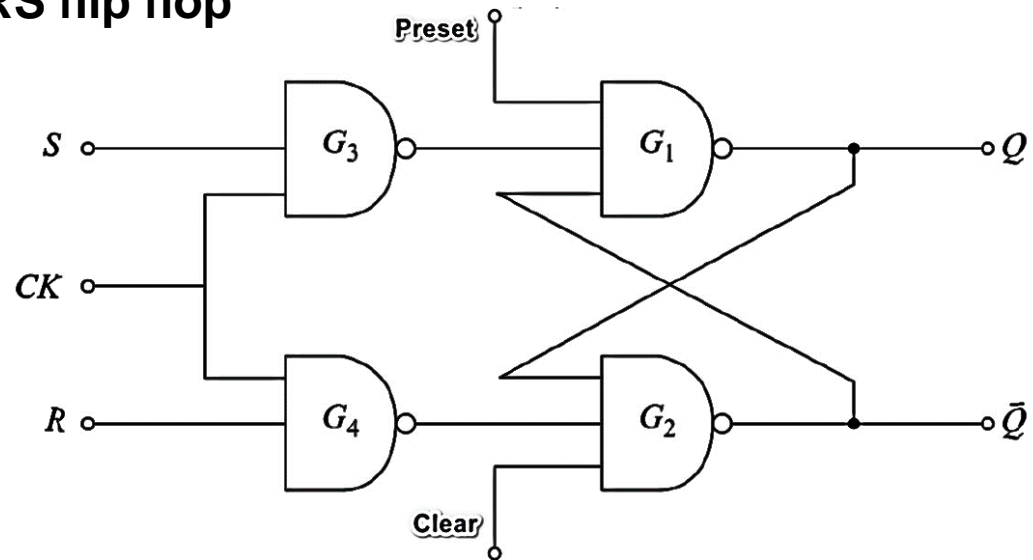 RS flip flop
Preset
S
G₃
G₁
Q
CK
R
G₄
G₂
Q̄
Clear